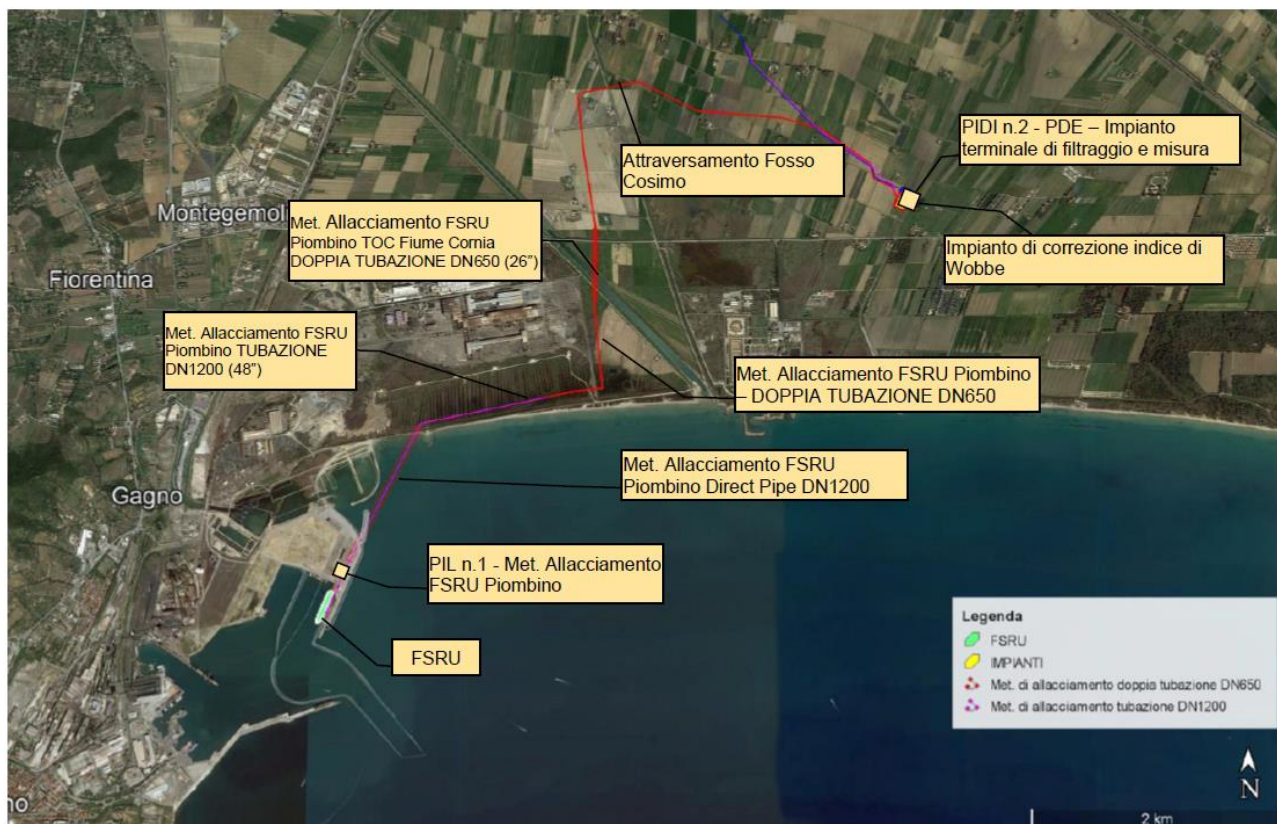 PIDI n.2 - PDE – Impianto
terminale di filtraggio e misura
Attraversamento Fosso
Cosimo
Montegemol
Met. Allacciamento FSRU
Piombino TOC Fiume Cornia
DOPPIA TUBAZIONE DN650 (26")
Impianto di correzione indice di
Wobbe
Fiorentina
Met. Allacciamento FSRU
Piombino TUBAZIONE
DN1200 (48")
Met. Allacciamento FSRU Piombino
– DOPPIA TUBAZIONE DN650
Met. Allacciamento FSRU
Piombino Direct Pipe DN1200
Gagno
PIL n.1 - Met. Allacciamento
FSRU Piombino
FSRU
Legenda
FSRU
IMPIANTI
Met. di allacciamento doppia tubazione DN650
Met. di allacciamento tubazione DN1200
N
no
2 km